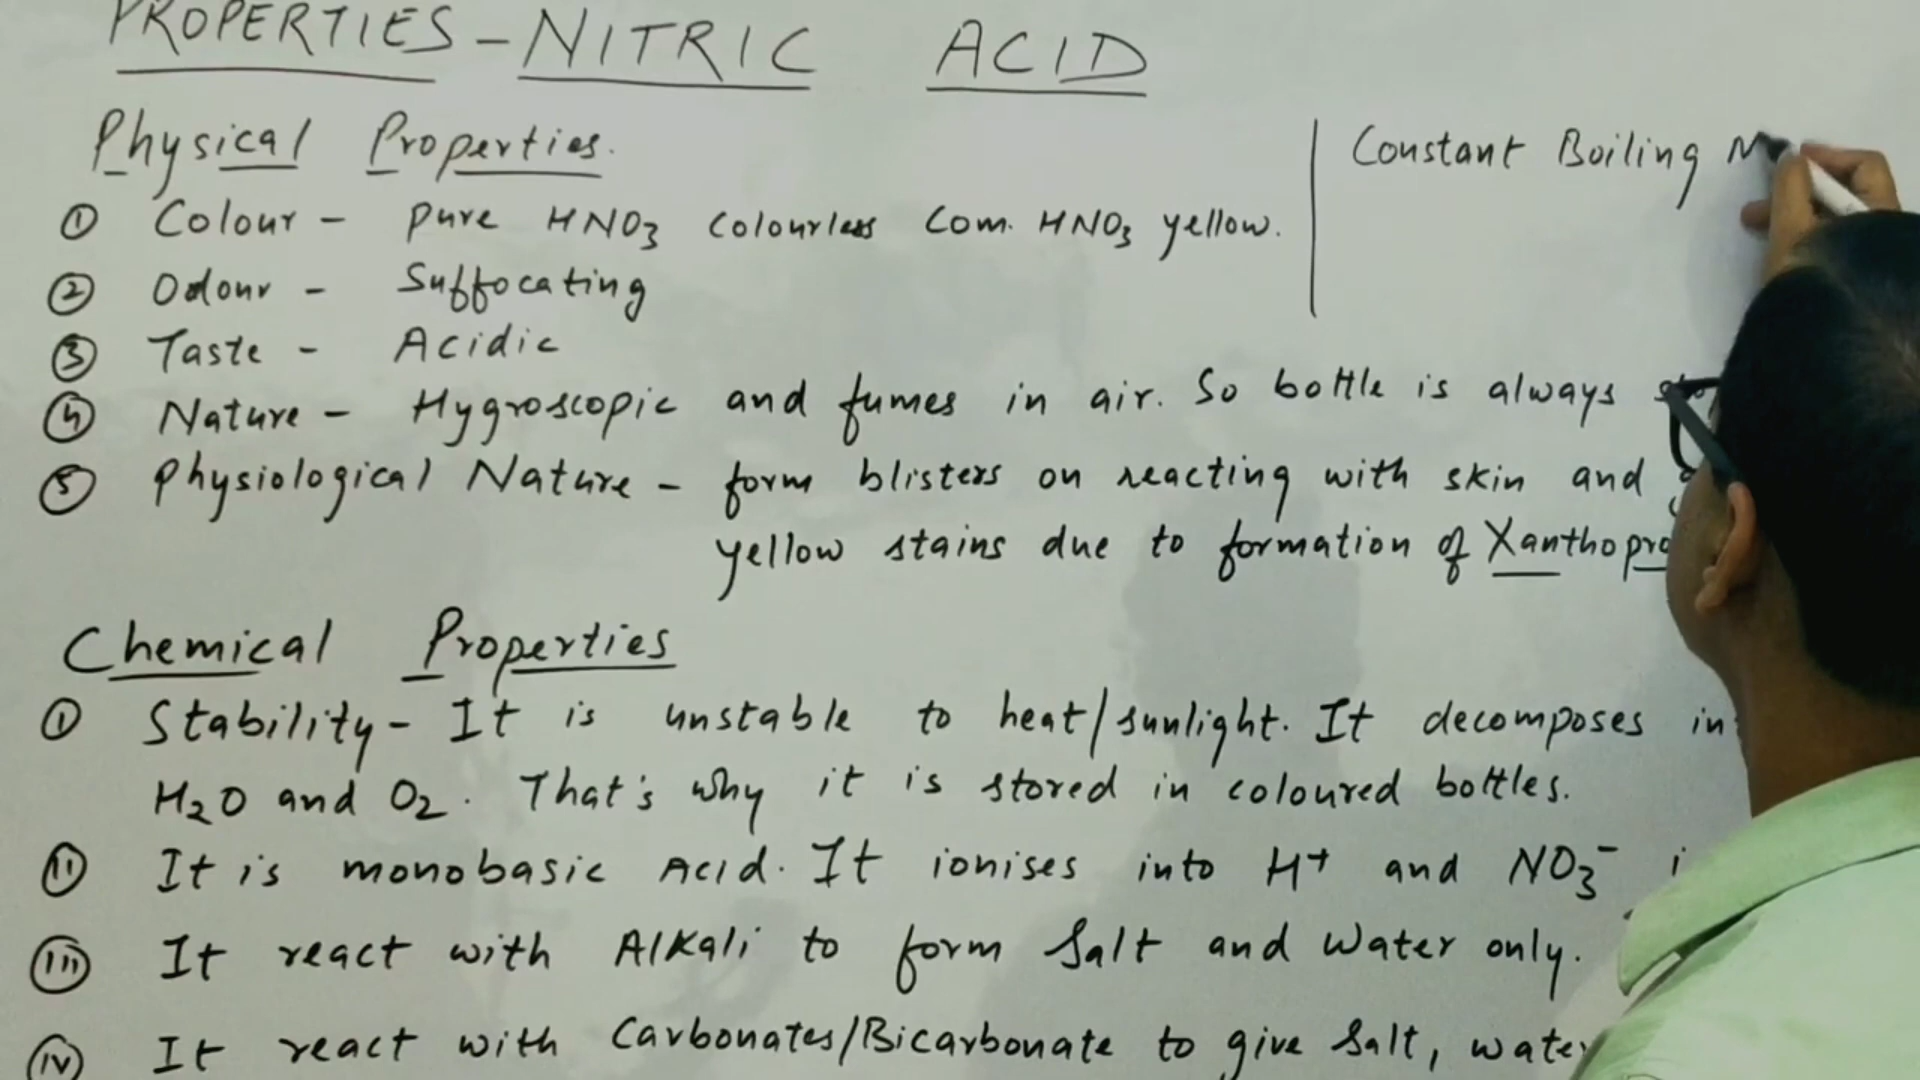 PROPERTIES - NITRIC ACID
Physical Properties.
① Colour - pure HNO3 colourless Com. HNO3 yellow.
Constant Boiling
② Odour - Suffocating
③ Taste - Acidic
④ Nature - Hygroscopic and fumes in air. So bottle is always
⑤ Physiological Nature - form blisters on reacting with skin and
yellow stains due to formation of Xanthopro
Chemical Properties
① Stability - It is unstable to heat/sunlight. It decomposes in
H2O and O2. That's why it is stored in coloured bottles.
(ii) It is monobasic Acid. It ionises into H+ and NO3-
(iii) It react with Alkali to form Salt and Water only.
(iv) It react with Carbonates/Bicarbonate to give Salt, water